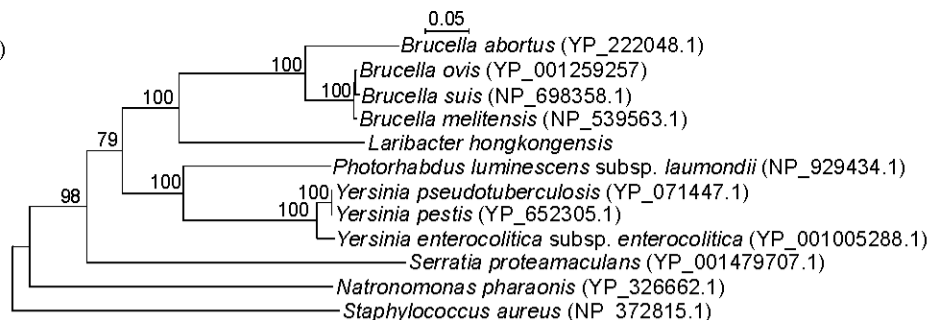 0.05
)
Brucella abortus (YP_222048.1)
100
Brucella ovis (YP_001259257)
100
Brucella suis (NP_698358.1)
100
Brucella melitensis (NP_539563.1)
79
Laribacter hongkongensis
Photorhabdus luminescens subsp. laumondii (NP_929434.1)
100
100
Yersinia pseudotuberculosis (YP_071447.1)
98
100
Yersinia pestis (YP_652305.1)
Yersinia enterocolitica subsp. enterocolitica (YP_001005288.1)
Serratia proteamaculans (YP_001479707.1)
Natronomonas pharaonis (YP_326662.1)
Staphylococcus aureus (NP_372815.1)